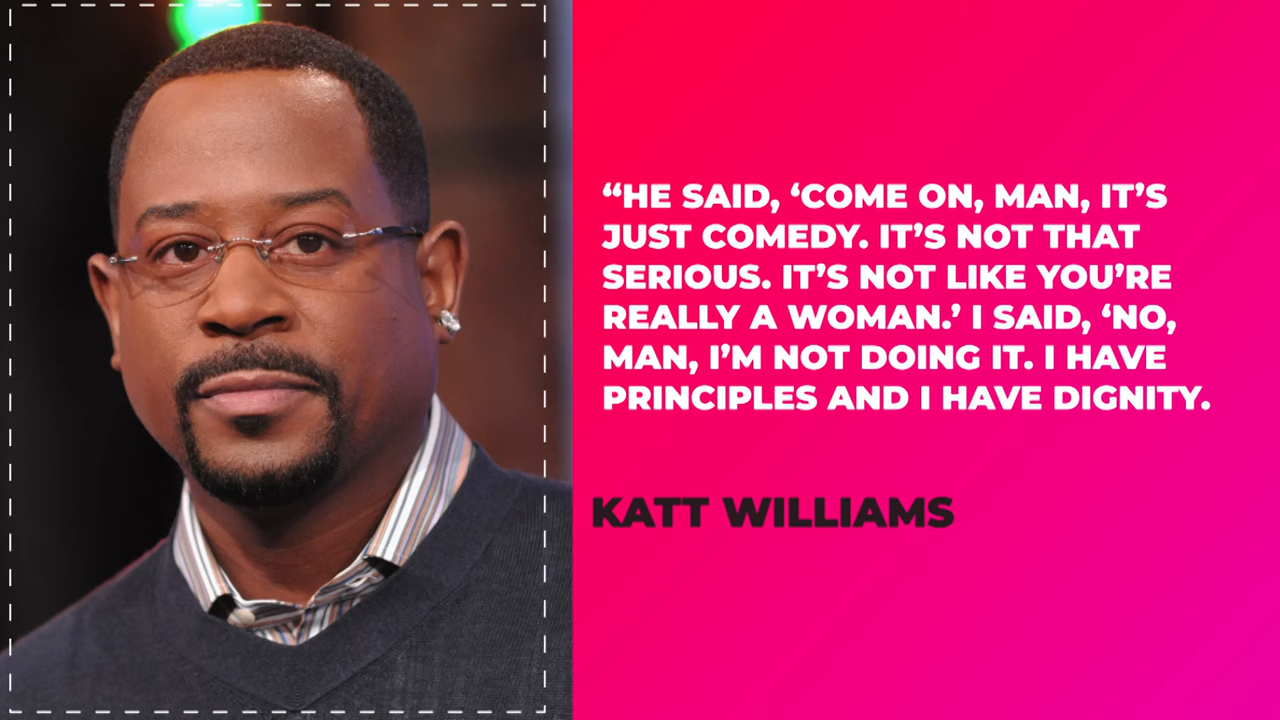 “HE SAID, ‘COME ON, MAN, IT’S
JUST COMEDY. IT’S NOT THAT
SERIOUS. IT’S NOT LIKE YOU’RE
REALLY A WOMAN.’ I SAID, ‘NO,
MAN, I’M NOT DOING IT. I HAVE
PRINCIPLES AND I HAVE DIGNITY.
KATT WILLIAMS